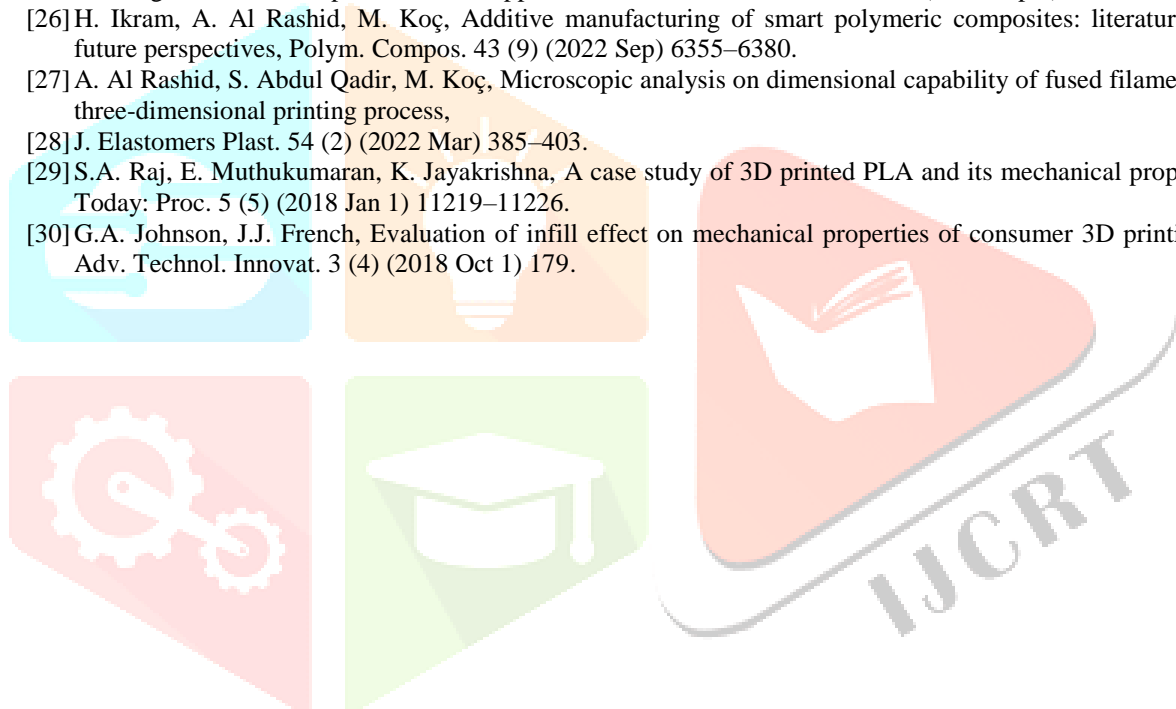 [26] H. Ikram, A. Al Rashid, M. Koç, Additive manufacturing of smart polymeric composites: literatur
future perspectives, Polym. Compos. 43 (9) (2022 Sep) 6355–6380.
[27] A. Al Rashid, S. Abdul Qadir, M. Koç, Microscopic analysis on dimensional capability of fused filame
three-dimensional printing process,
[28] J. Elastomers Plast. 54 (2) (2022 Mar) 385–403.
[29] S.A. Raj, E. Muthukumaran, K. Jayakrishna, A case study of 3D printed PLA and its mechanical prop
Today: Proc. 5 (5) (2018 Jan 1) 11219–11226.
[30] G.A. Johnson, J.J. French, Evaluation of infill effect on mechanical properties of consumer 3D printi
Adv. Technol. Innovat. 3 (4) (2018 Oct 1) 179.
IJCRT